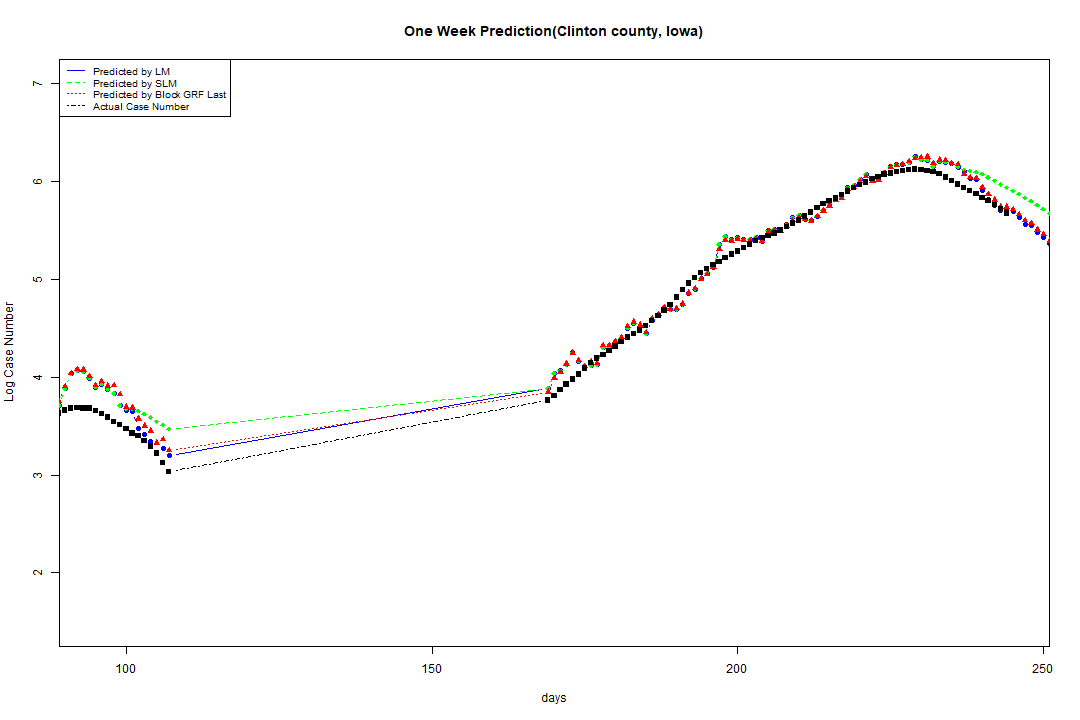 One Week Prediction(Clinton county, Iowa)
Predicted by LM
Predicted by SLM
Predicted by Block GRF Last
Actual Case Number
Log Case Number
7
6
5
4
3
2
100
150
200
250
days